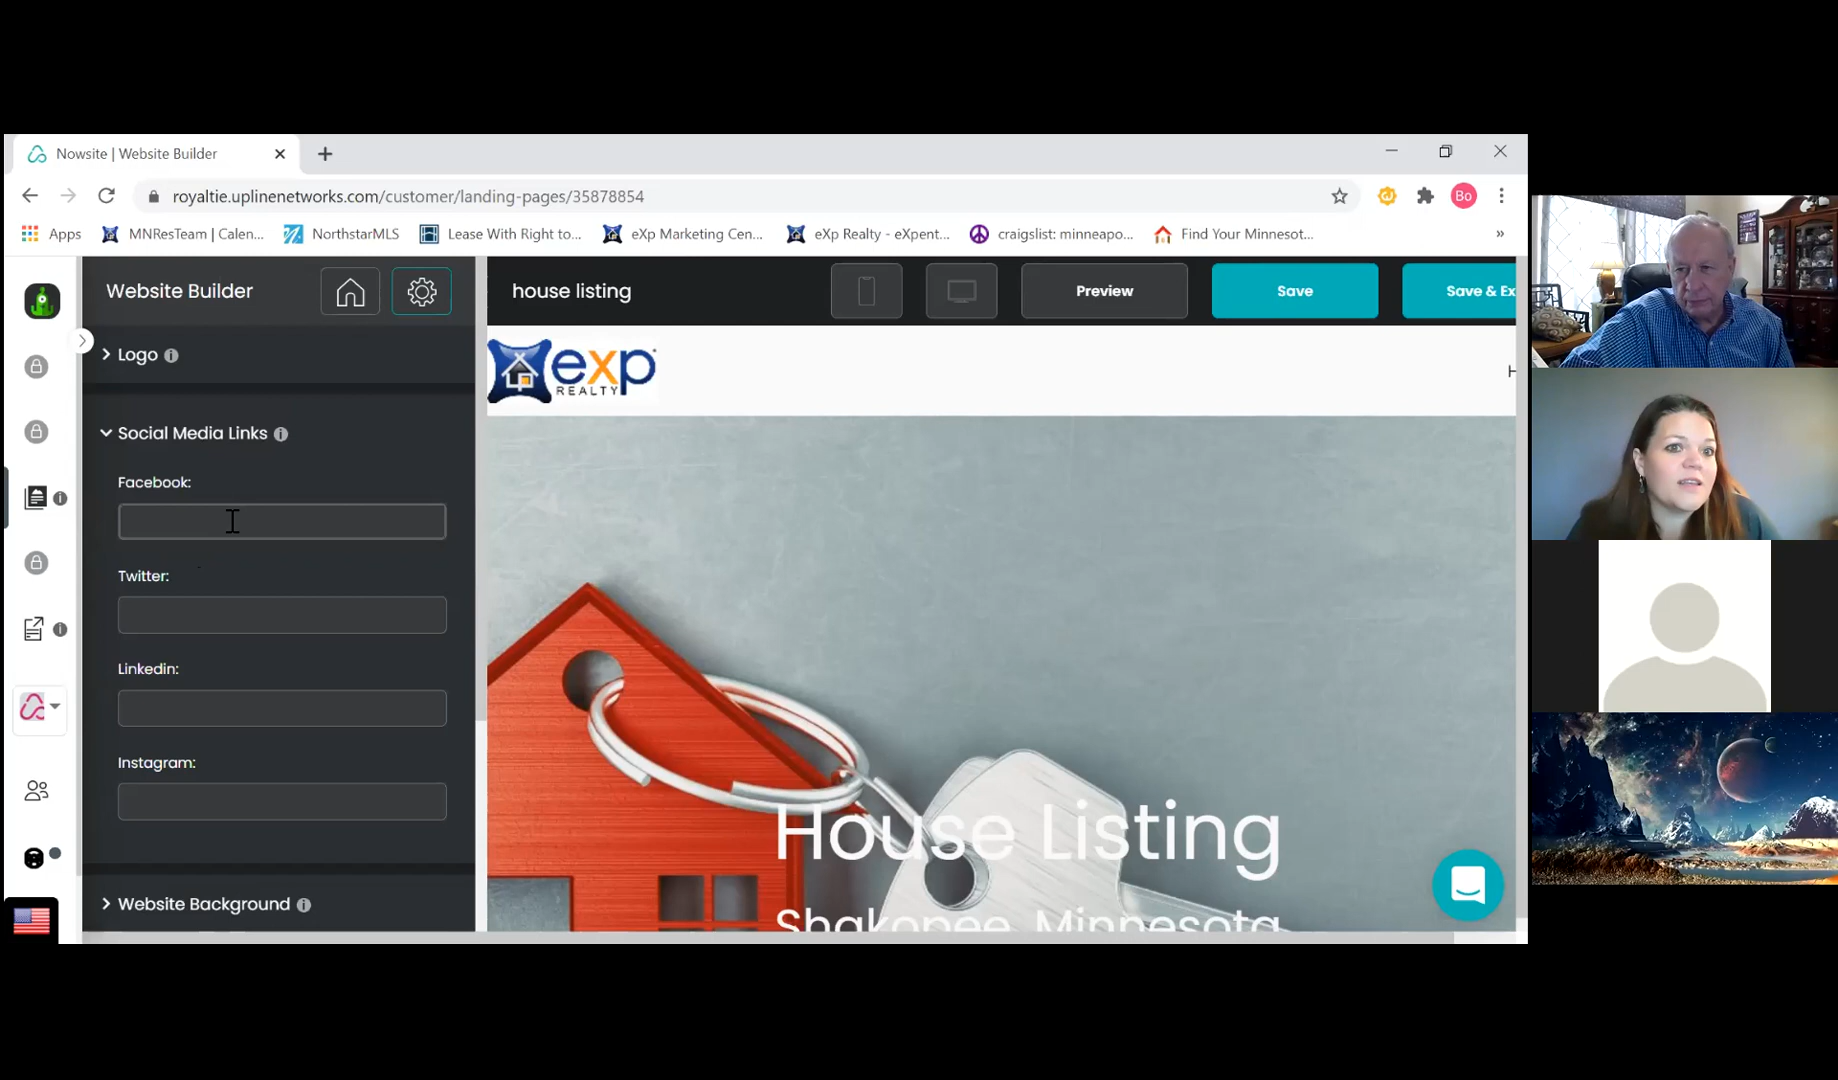 Nowsite | Website Builder
royaltie.uplinenetworks.com/customer/landing-pages/35878854
Bo
Apps
MNResTeam | Calen...
NorthstarMLS
Lease With Right to...
eXp Marketing Cen...
eXp Realty - eXpent...
craigslist: minneapo...
Find Your Minnesot...
»
Website Builder
house listing
Preview
Save
Save & Ex
Logo
exp
REALTY
H
Social Media Links
Facebook:
Twitter:
Linkedin:
Instagram:
House Listing
Shakopee, Minnesota
Website Background